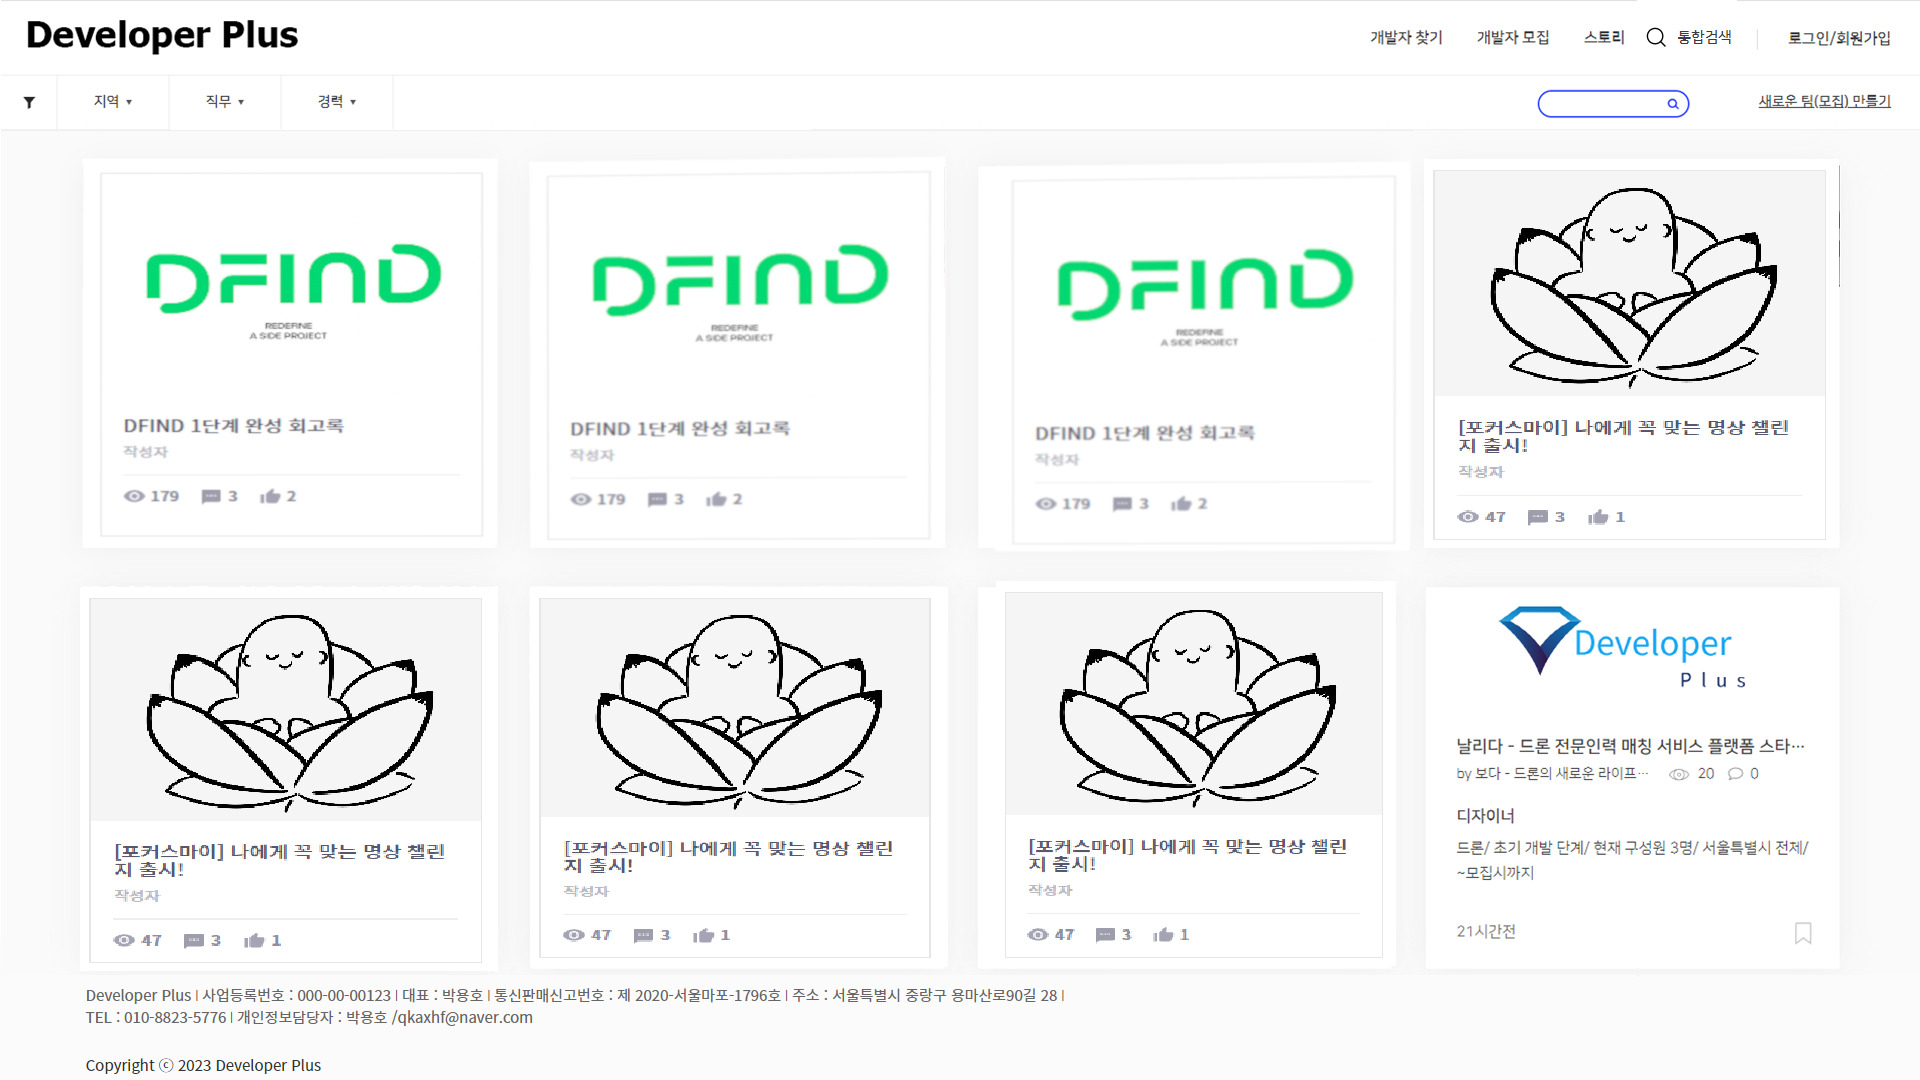 Developer Plus
개발자 찾기 개발자 모집 스토리 통합검색 로그인/회원가입
지역 ▼ 직무 ▼ 경력 ▼ 새로운 팀(모집) 만들기
DFIND
REDEFINE
A SIDE PROJECT
DFIND 1단계 완성 회고록
작성자
179 3 2
DFIND
REDEFINE
A SIDE PROJECT
DFIND 1단계 완성 회고록
작성자
179 3 2
DFIND
REDEFINE
A SIDE PROJECT
DFIND 1단계 완성 회고록
작성자
179 3 2
[포커스마이] 나에게 꼭 맞는 명상 챌린
지 출시!
작성자
47 3 1
[포커스마이] 나에게 꼭 맞는 명상 챌린
지 출시!
작성자
47 3 1
[포커스마이] 나에게 꼭 맞는 명상 챌린
지 출시!
작성자
47 3 1
[포커스마이] 나에게 꼭 맞는 명상 챌린
지 출시!
작성자
47 3 1
Developer
Plus
날리다 - 드론 전문인력 매칭 서비스 플랫폼 스타…
by 보다 - 드론의 새로운 라이프… 20 0
디자이너
드론/ 초기 개발 단계/ 현재 구성원 3명/ 서울특별시 전체/
~모집시까지
21시간전
Developer Plus | 사업등록번호 : 000-00-00123 | 대표 : 박용호 | 통신판매신고번호 : 제 2020-서울마포-1796호 | 주소 : 서울특별시 중랑구 용마산로90길 28 |
TEL : 010-8823-5776 | 개인정보담당자 : 박용호 /qkaxhf@naver.com
Copyright ⓒ 2023 Developer Plus